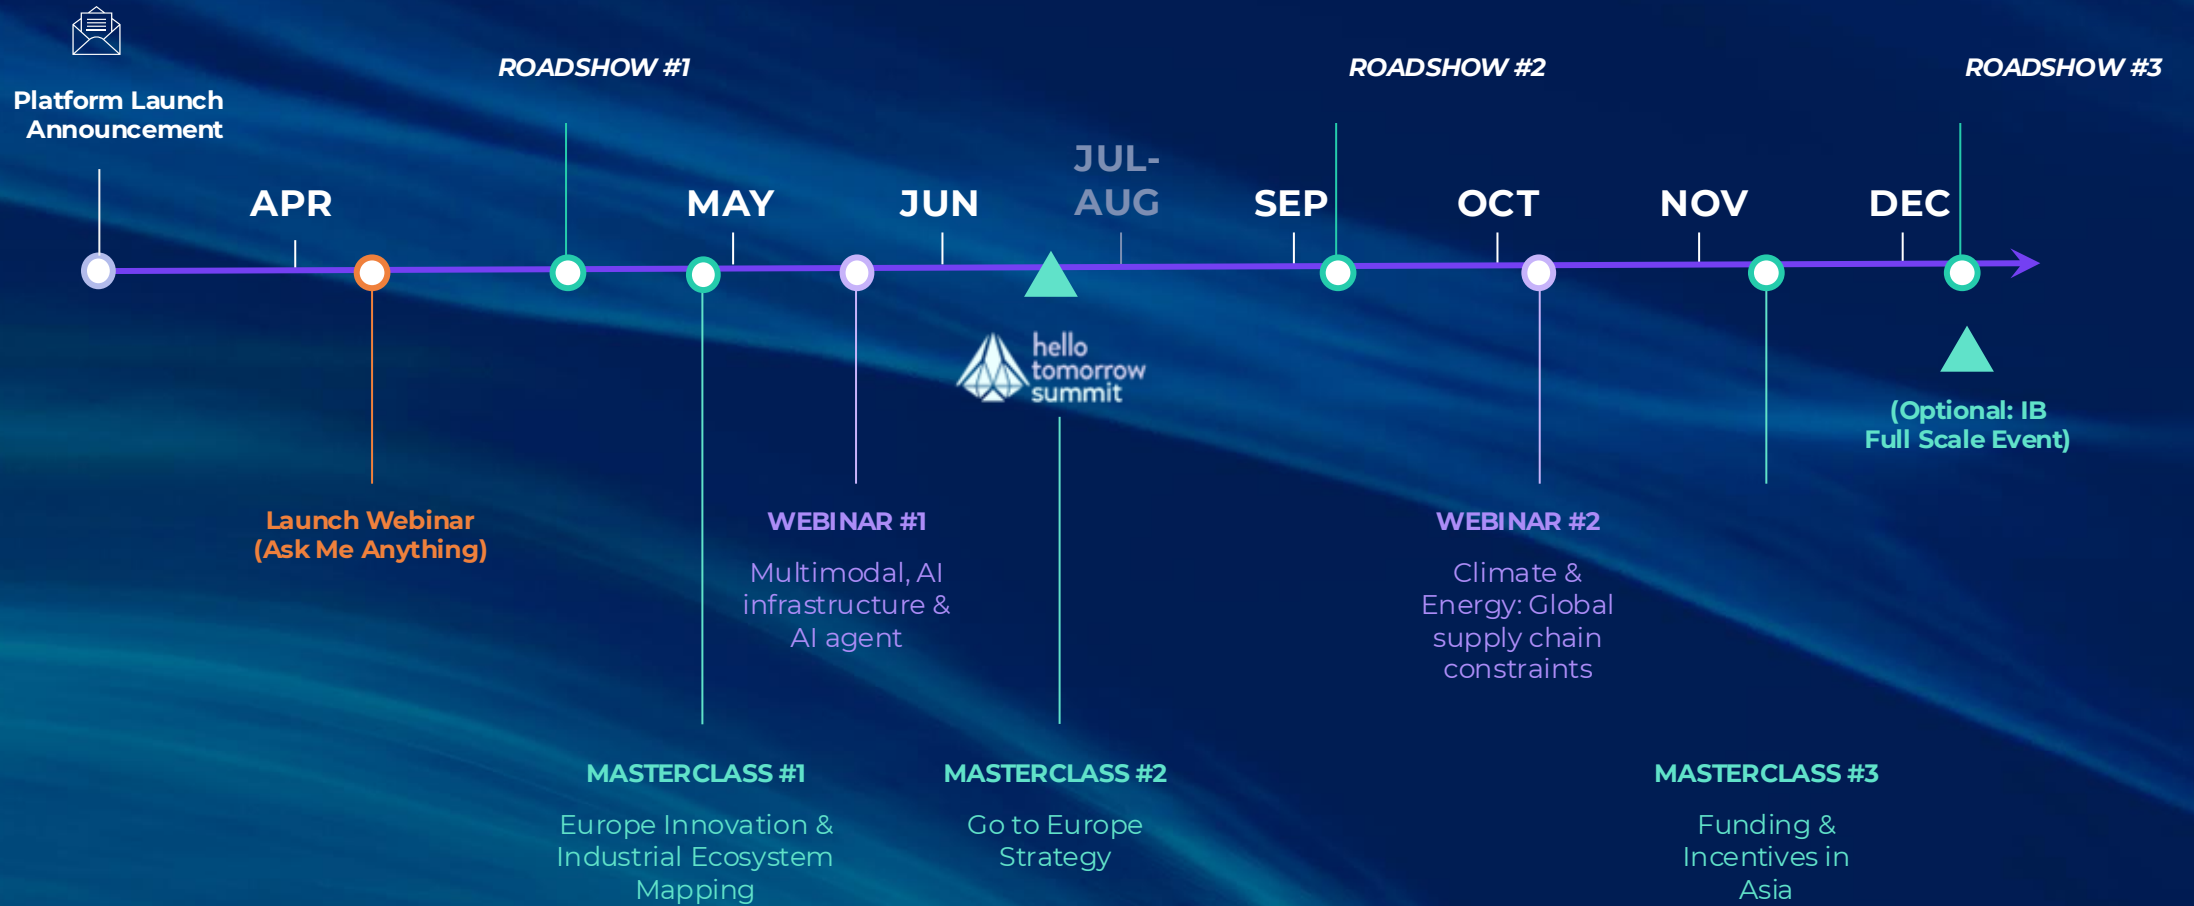 ROADSHOW #1
ROADSHOW #2
ROADSHOW #3
Platform Launch
Announcement
APR
MAY
JUN
JUL-
AUG
SEP
OCT
NOV
DEC
hello
tomorrow
summit
(Optional: IB
Full Scale Event)
Launch Webinar
(Ask Me Anything)
WEBINAR #1
Multimodal, AI
infrastructure &
AI agent
WEBINAR #2
Climate &
Energy: Global
supply chain
constraints
MASTERCLASS #1
Europe Innovation &
Industrial Ecosystem
Mapping
MASTERCLASS #2
Go to Europe
Strategy
MASTERCLASS #3
Funding &
Incentives in
Asia